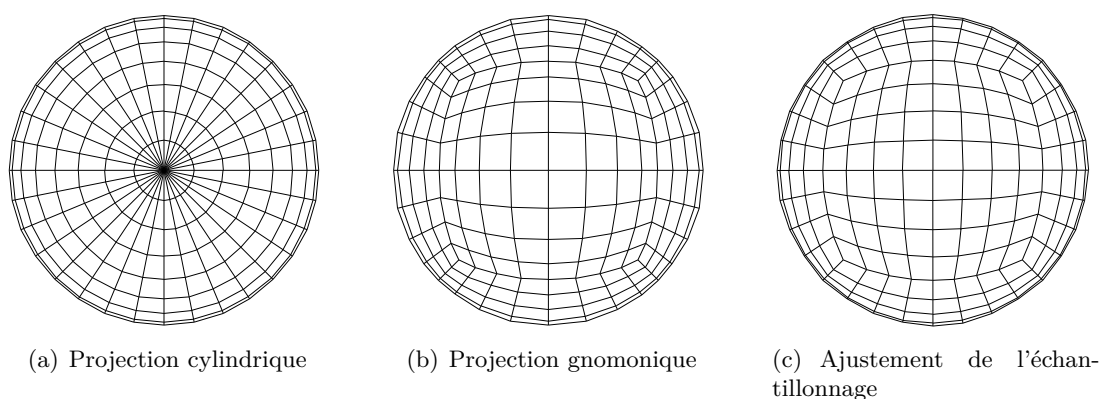 (a) Projection cylindrique
(b) Projection gnomonique
(c) Ajustement de l'échan-
tillonnage